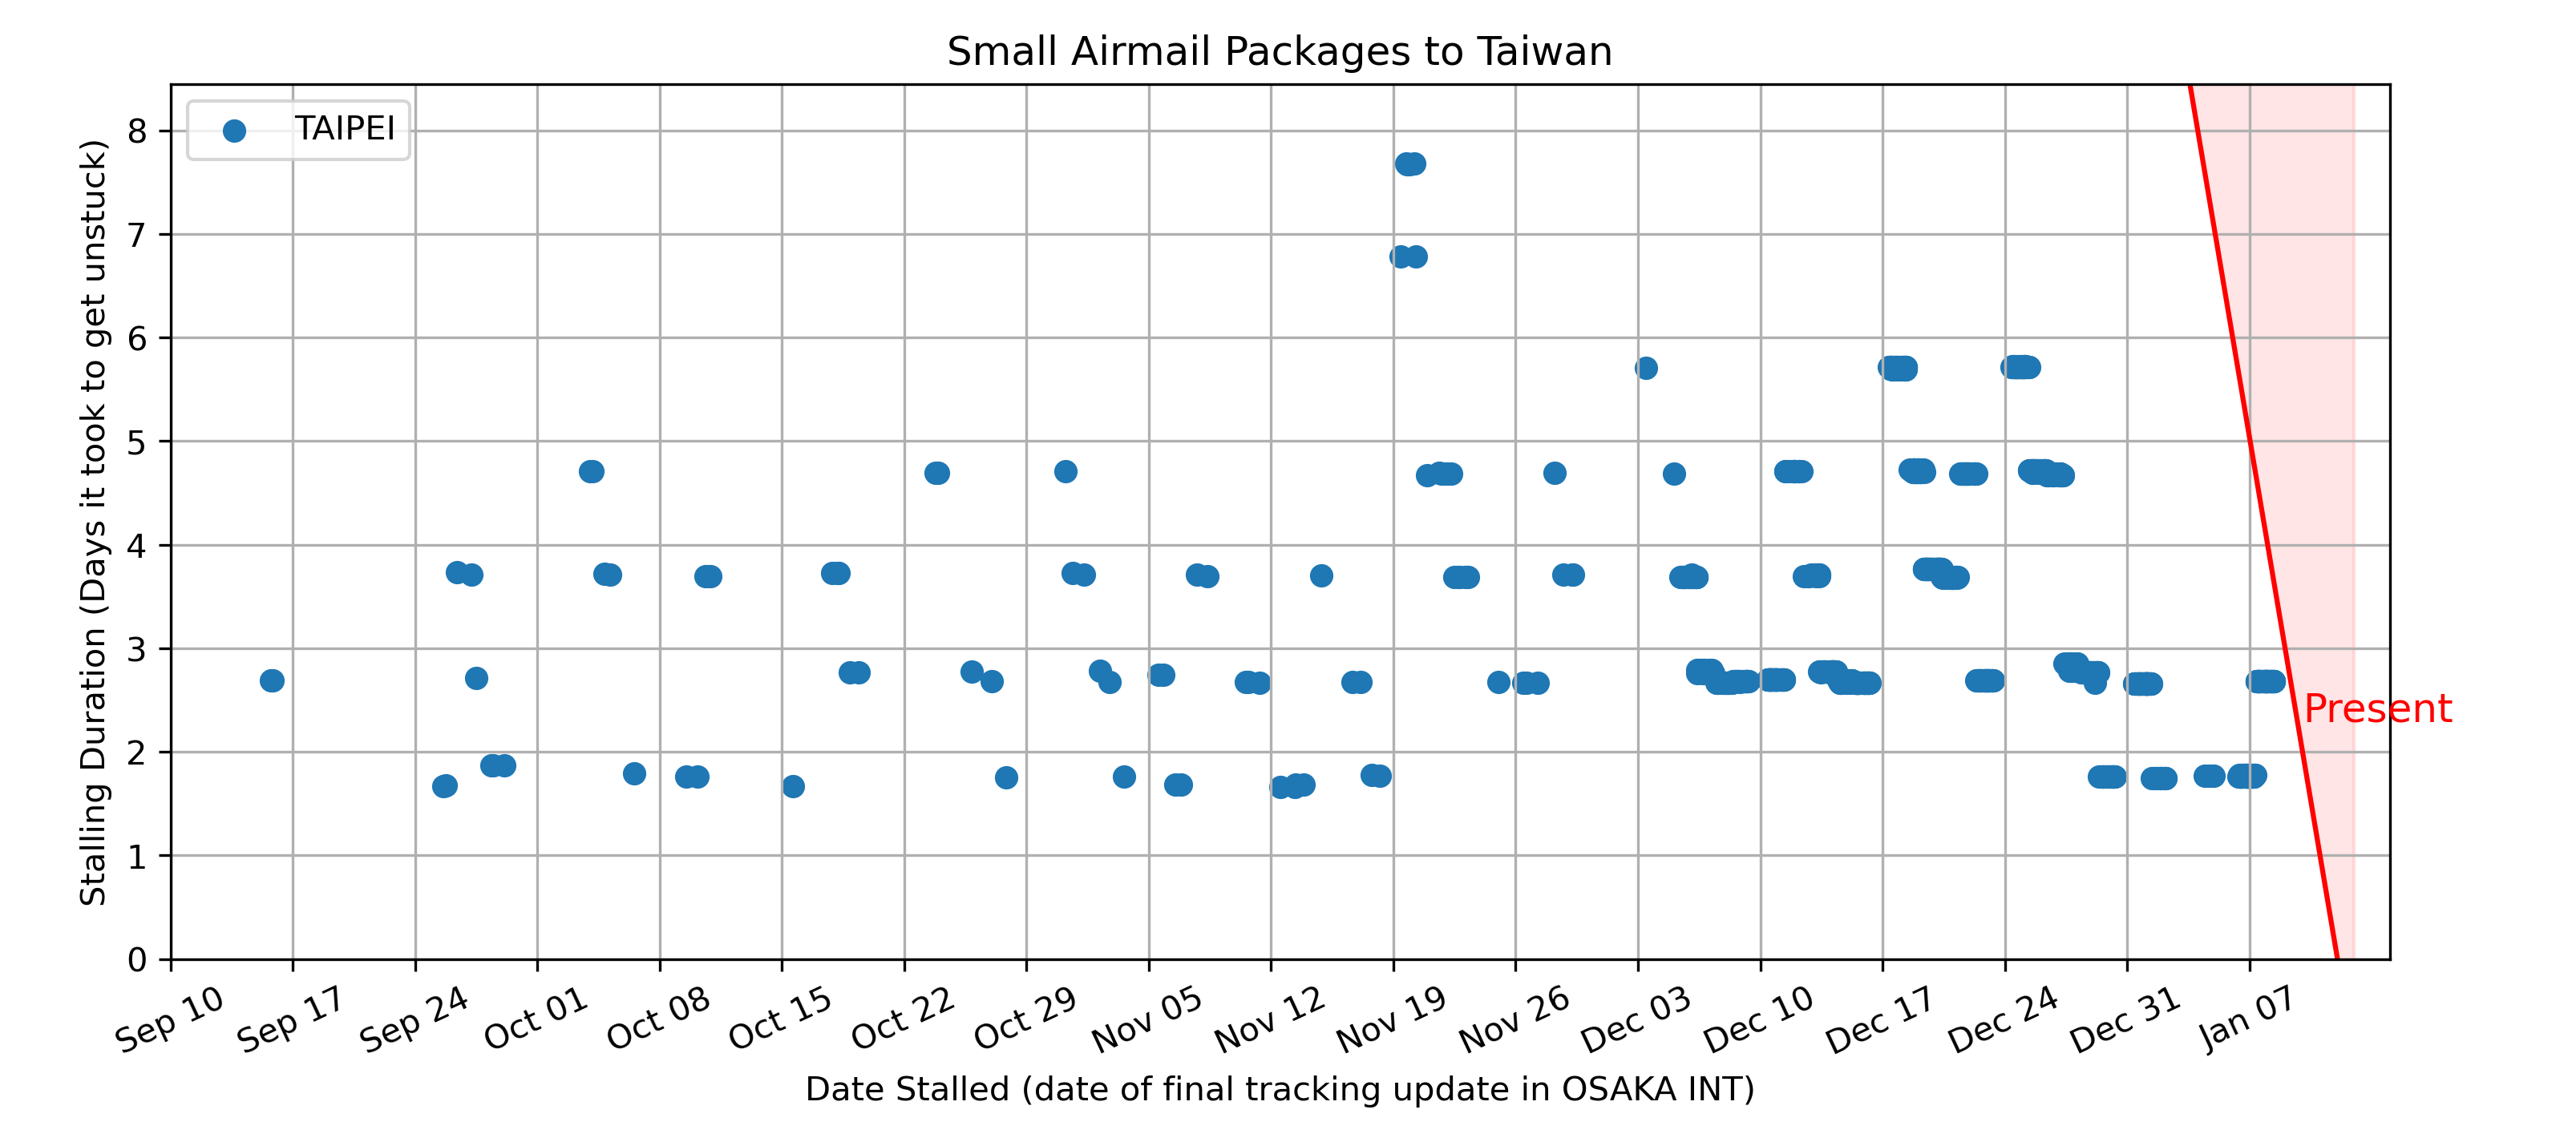 Small Airmail Packages to Taiwan
TAIPEI
Stalling Duration (Days it took to get unstuck)
8
7
6
5
4
3
2
1
0
Present
Sep 10
Sep 17
Sep 24
Oct 01
Oct 08
Oct 15
Oct 22
Oct 29
Nov 05
Nov 12
Nov 19
Nov 26
Dec 03
Dec 10
Dec 17
Dec 24
Dec 31
Jan 07
Date Stalled (date of final tracking update in OSAKA INT)